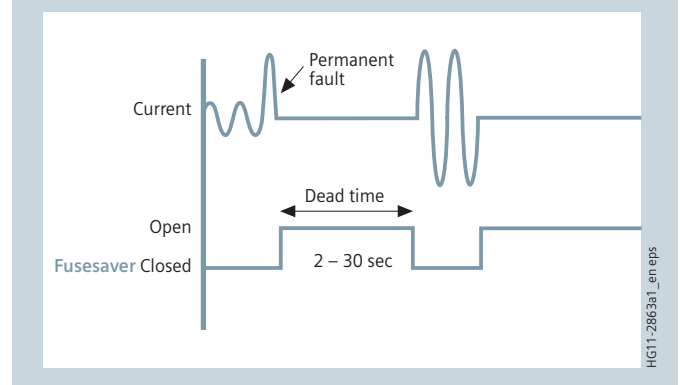 Permanent
fault
Current
Dead time
Open
2 – 30 sec
Fusesaver Closed
HG11-2863a1_en eps